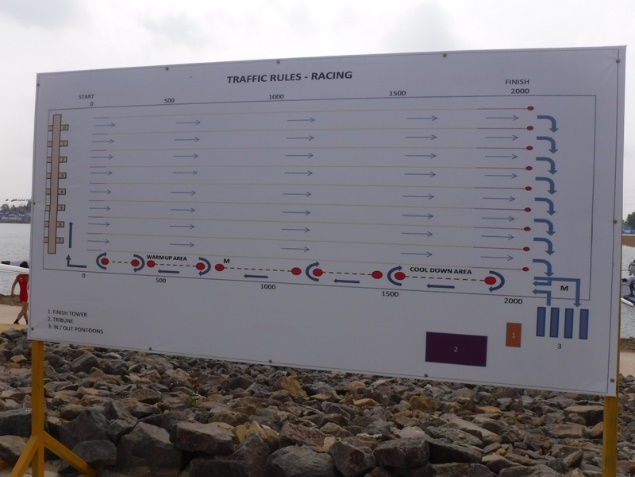 TRAFFIC RULES - RACING
START
FINISH
0 500 1000 1500 2000
WARM UP AREA
M
COOL DOWN AREA
0 500 1000 1500 2000
M
1. FINISH TOWER
2. TRIBUNE
3. IN / OUT PONTOONS
1
2
3